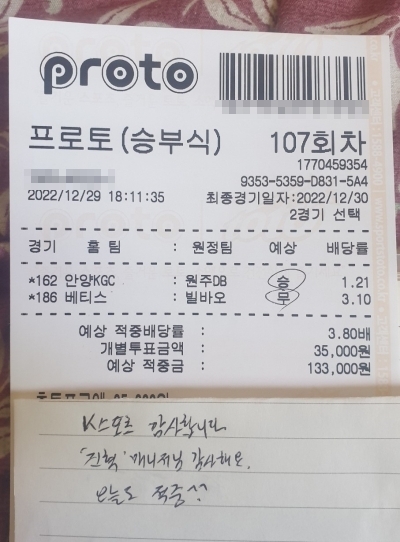 proto
프로토(승부식) 107회차
1770459354
9353-5359-D831-5A4
2022/12/29 18:11:35 최종경기일자:2022/12/30
2경기 선택
경기 홈팀 : 원정팀 예상 배당률
*162 안양KGC : 원주DB 승 1.21
*186 베티스 : 빌바오 무 3.10
예상 적중배당률 : 3.80배
개별투표금액 : 35,000원
예상 적중금 : 133,000원
K스포츠 감사합니다
'진혁' 매니저님 감사해요.
오늘도 적중